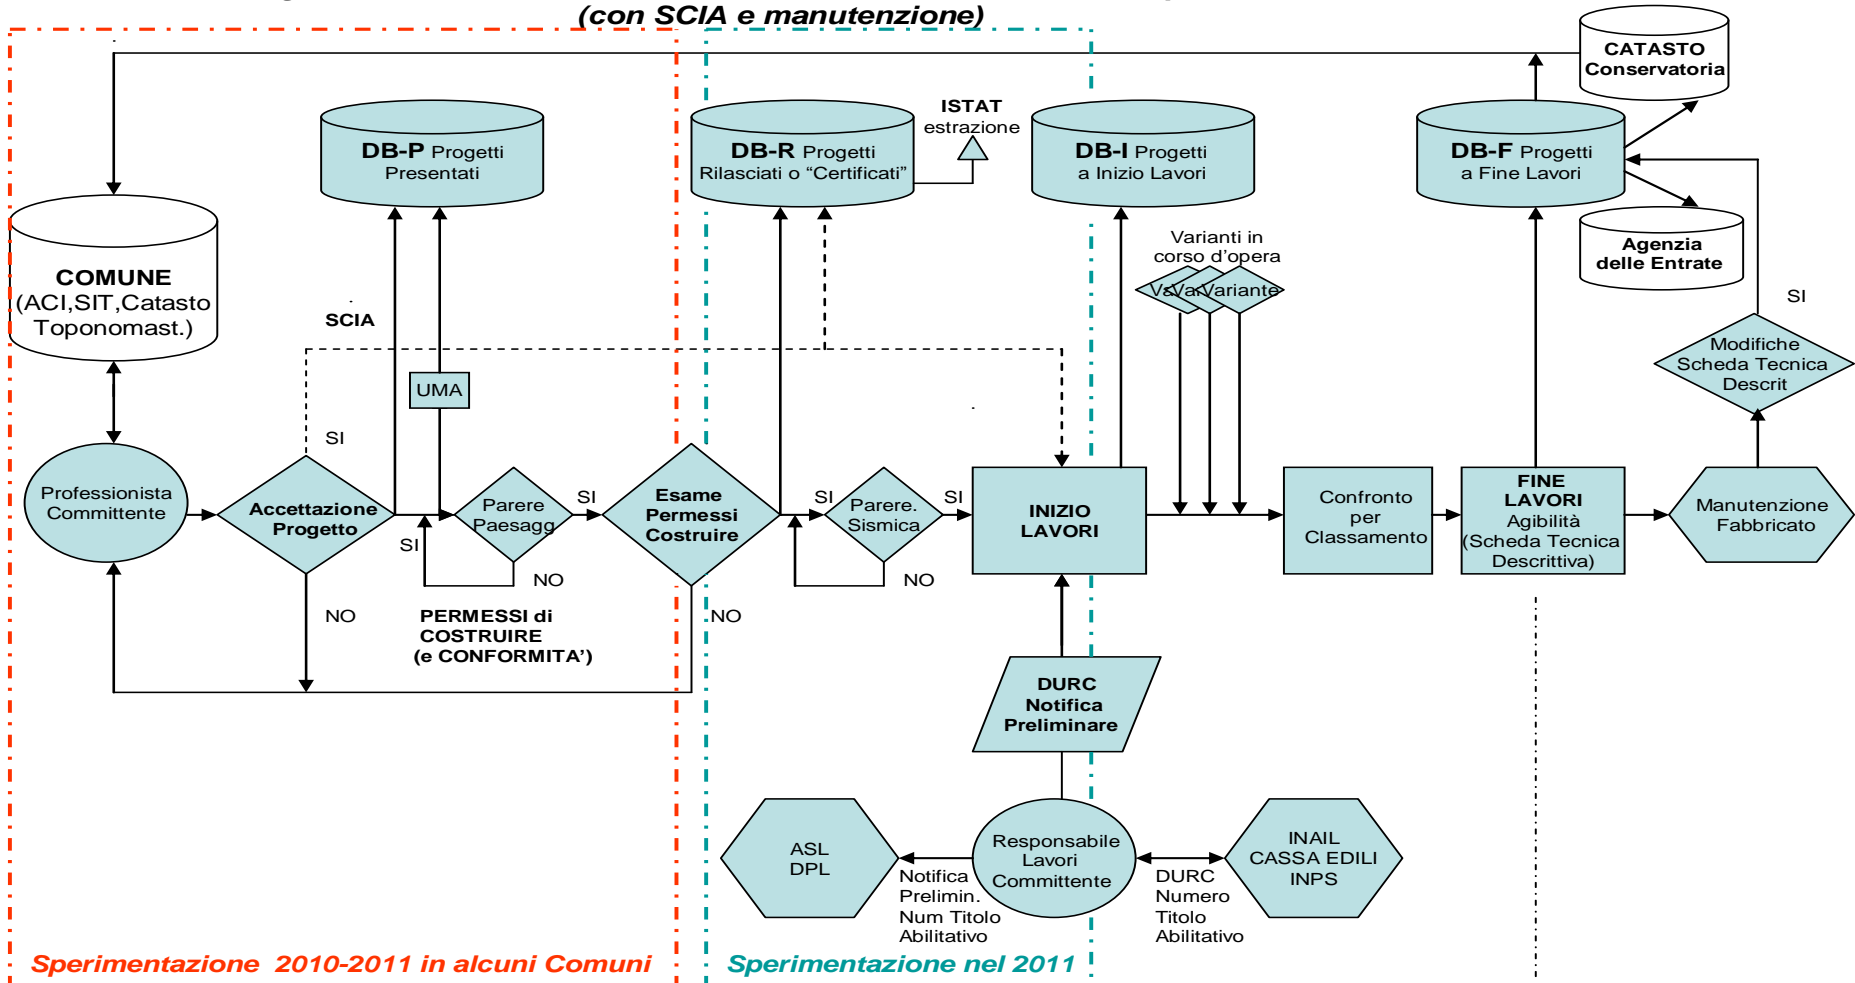 (con SCIA e manutenzione)
CATASTO
Conservatoria
ISTAT
estrazione
DB-P Progetti
Presentati
DB-R Progetti
Rilasciati o “Certificati”
DB-I Progetti
a Inizio Lavori
DB-F Progetti
a Fine Lavori
Varianti in
corso d’opera
Variante
Agenzia
delle Entrate
COMUNE
(ACI,SIT,Catasto
Toponomast.)
SCIA
SI
UMA
Modifiche
Scheda Tecnica
Descrit
SI
Professionista
Committente
Accettazione
Progetto
SI
Parere
Paesagg
SI
NO
Esame
Permessi
Costruire
SI
Parere.
Sismica
SI
NO
INIZIO
LAVORI
Confronto
per
Classamento
FINE
LAVORI
Agibilità
(Scheda Tecnica
Descrittiva)
Manutenzione
Fabbricato
NO
PERMESSI di
COSTRUIRE
(e CONFORMITA’)
NO
DURC
Notifica
Preliminare
ASL
DPL
Notifica
Prelimin.
Num Titolo
Abilitativo
Responsabile
Lavori
Committente
DURC
Numero
Titolo
Abilitativo
INAIL
CASSA EDILI
INPS
Sperimentazione 2010-2011 in alcuni Comuni
Sperimentazione nel 2011